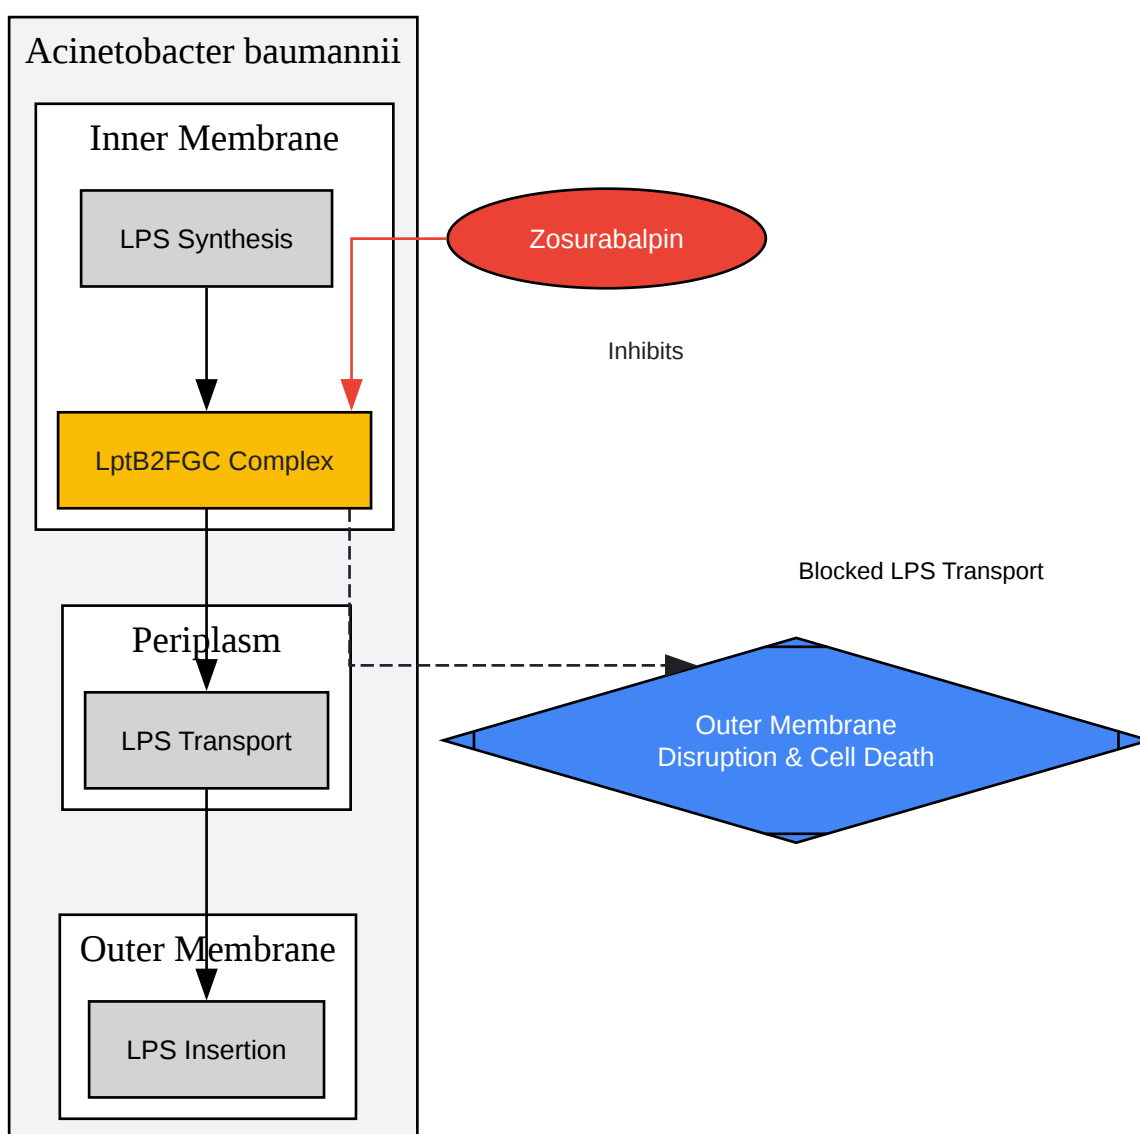 Acinetobacter baumannii
Inner Membrane
LPS Synthesis
Zosurabalpin
Inhibits
LptB2FGC Complex
Blocked LPS Transport
Periplasm
LPS Transport
Outer Membrane
Disruption & Cell Death
Outer Membrane
LPS Insertion